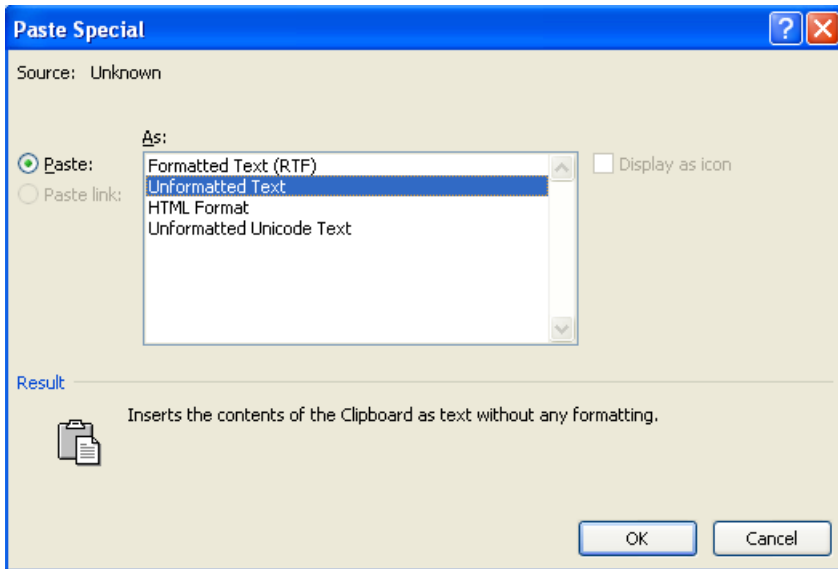 Paste Special
Source: Unknown
As:
Paste:
Paste link:
Formatted Text (RTF)
Unformatted Text
HTML Format
Unformatted Unicode Text
Display as icon
Result
Inserts the contents of the Clipboard as text without any formatting.
OK
Cancel